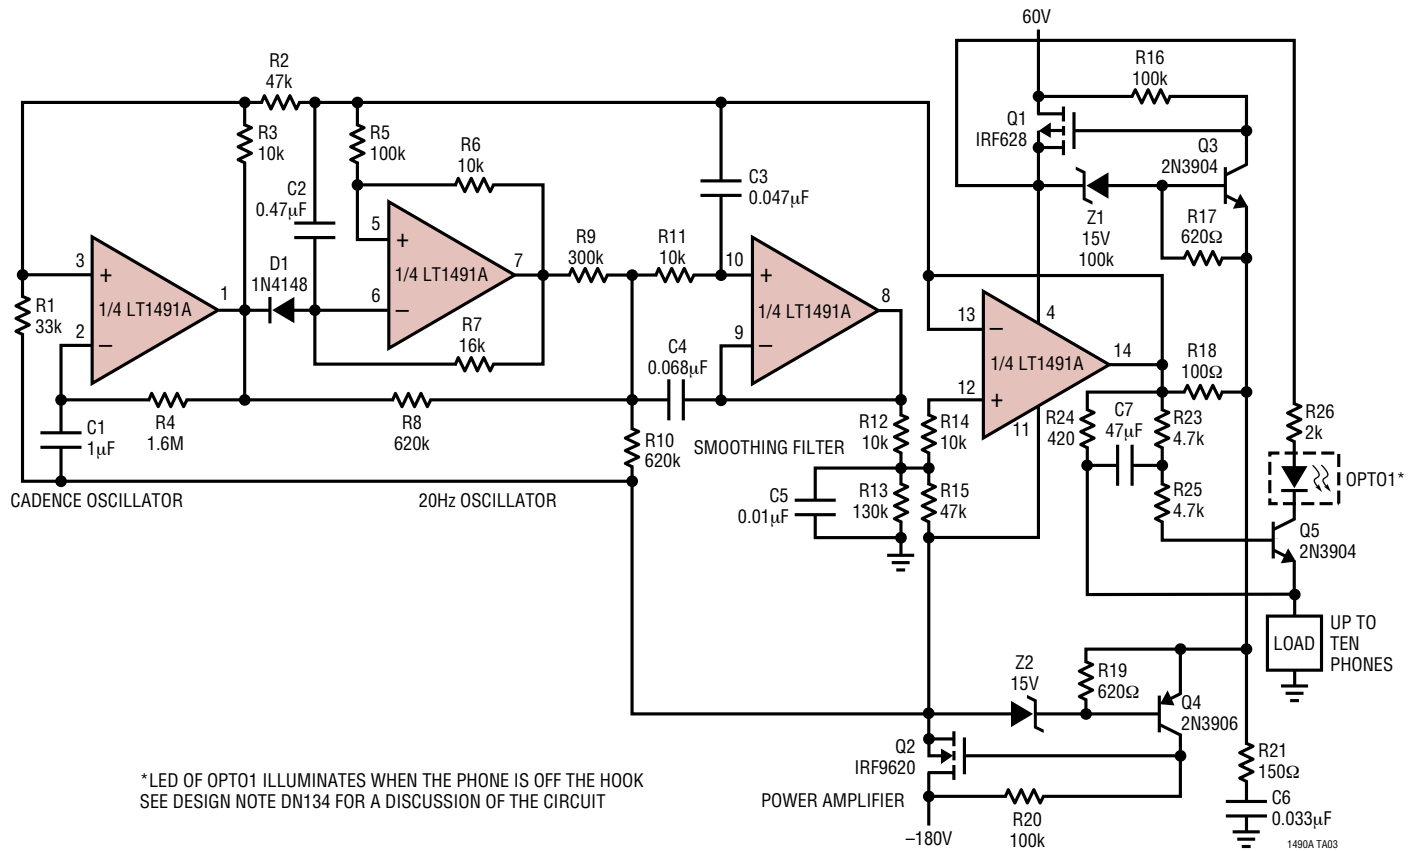 60V
R2
47k
R16
100k
R3
10k
R5
100k
R6
10k
Q1
IRF628
Q3
2N3904
C2
0.47µF
C3
0.047µF
Z1
15V
100k
R17
620Ω
5
+
3
+
D1
1N4148
1/4 LT1491A
7
R9
300k
R11
10k
10
+
8
1
1/4 LT1491A
6
–
1/4 LT1491A
R1
33k
2
–
R7
16k
9
–
13
–
4
1/4 LT1491A
14
R18
100Ω
C4
0.068µF
12
+
11
C1
1µF
R4
1.6M
R8
620k
R10
620k
SMOOTHING FILTER
R12
10k
R14
10k
R24
420
C7
47µF
R23
4.7k
R26
2k
OPTO1*
CADENCE OSCILLATOR
20Hz OSCILLATOR
C5
0.01µF
R13
130k
R15
47k
R25
4.7k
Q5
2N3904
LOAD
UP TO
TEN
PHONES
Z2
15V
R19
620Ω
Q4
2N3906
Q2
IRF9620
R21
150Ω
*LED OF OPTO1 ILLUMINATES WHEN THE PHONE IS OFF THE HOOK
SEE DESIGN NOTE DN134 FOR A DISCUSSION OF THE CIRCUIT
POWER AMPLIFIER
R20
100k
C6
0.033µF
–180V
1490A TA03